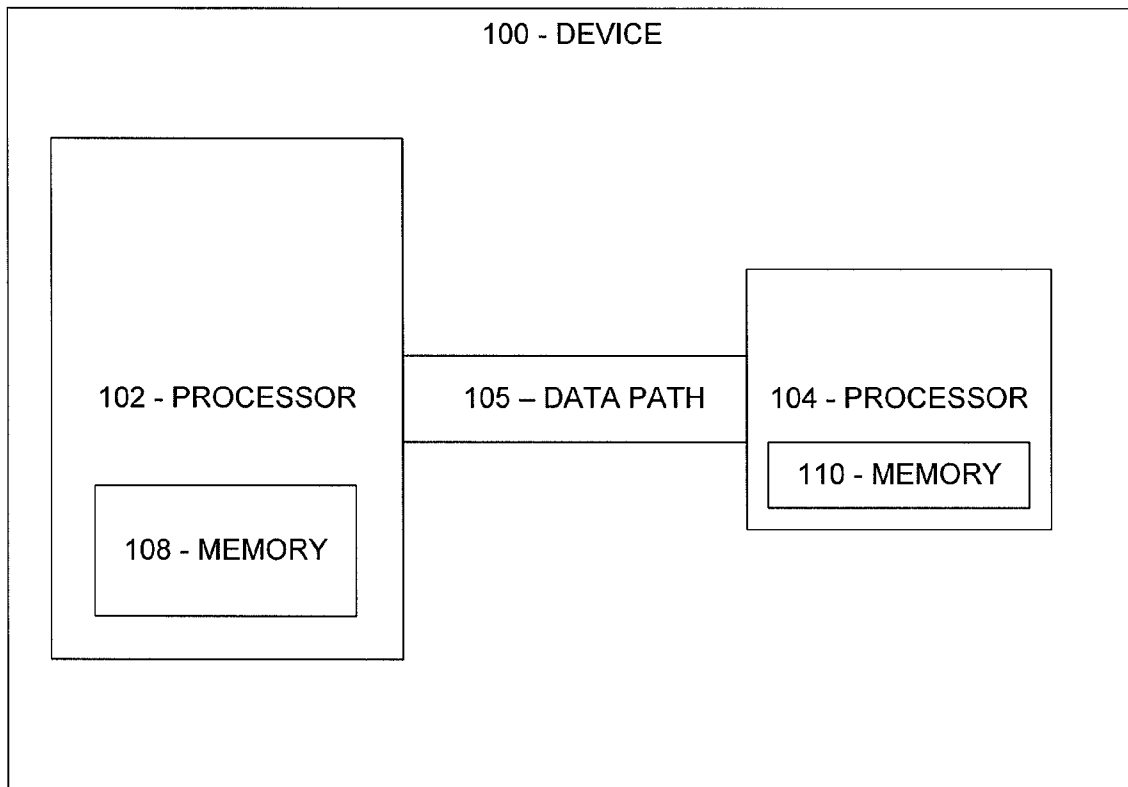 100 - DEVICE
102 - PROCESSOR
105 – DATA PATH
104 - PROCESSOR
110 - MEMORY
108 - MEMORY